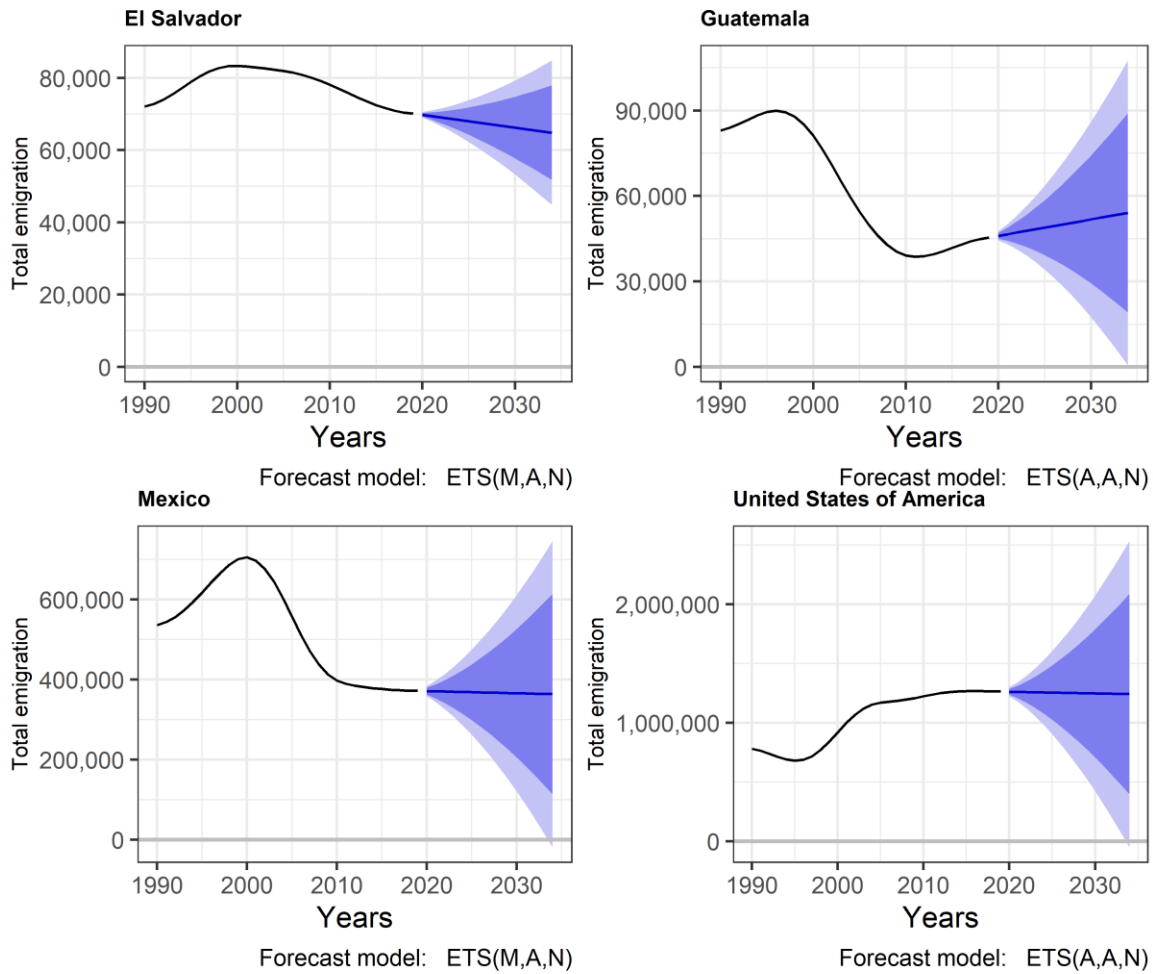 El Salvador
Total emigration
80,000
60,000
40,000
20,000
0
1990 2000 2010 2020 2030
Years
Forecast model: ETS(M,A,N)
Guatemala
Total emigration
90,000
60,000
30,000
0
1990 2000 2010 2020 2030
Years
Forecast model: ETS(A,A,N)
Mexico
Total emigration
600,000
400,000
200,000
0
1990 2000 2010 2020 2030
Years
Forecast model: ETS(M,A,N)
United States of America
Total emigration
2,000,000
1,000,000
0
1990 2000 2010 2020 2030
Years
Forecast model: ETS(A,A,N)